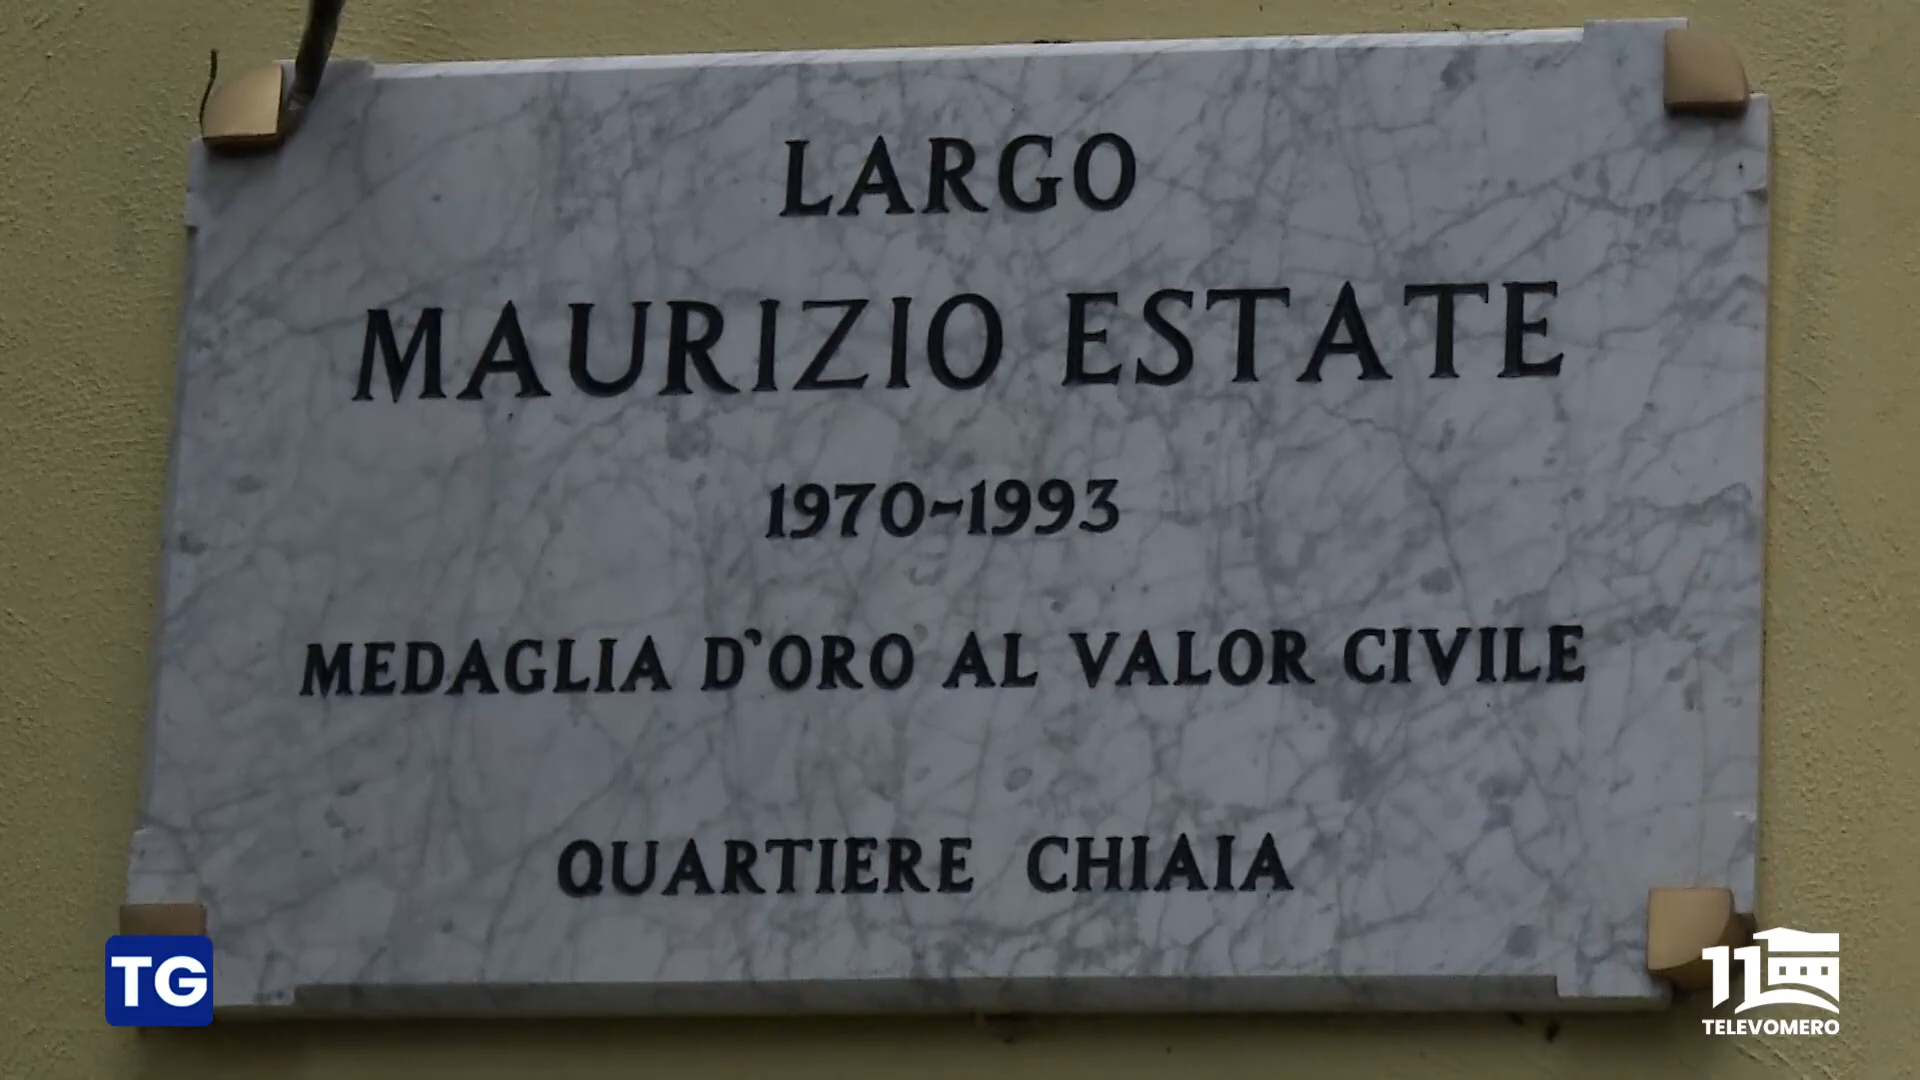 LARGO
MAURIZIO ESTATE
1970-1993
MEDAGLIA D'ORO AL VALOR CIVILE
QUARTIERE CHIAIA
TG
11
TELEVOMERO